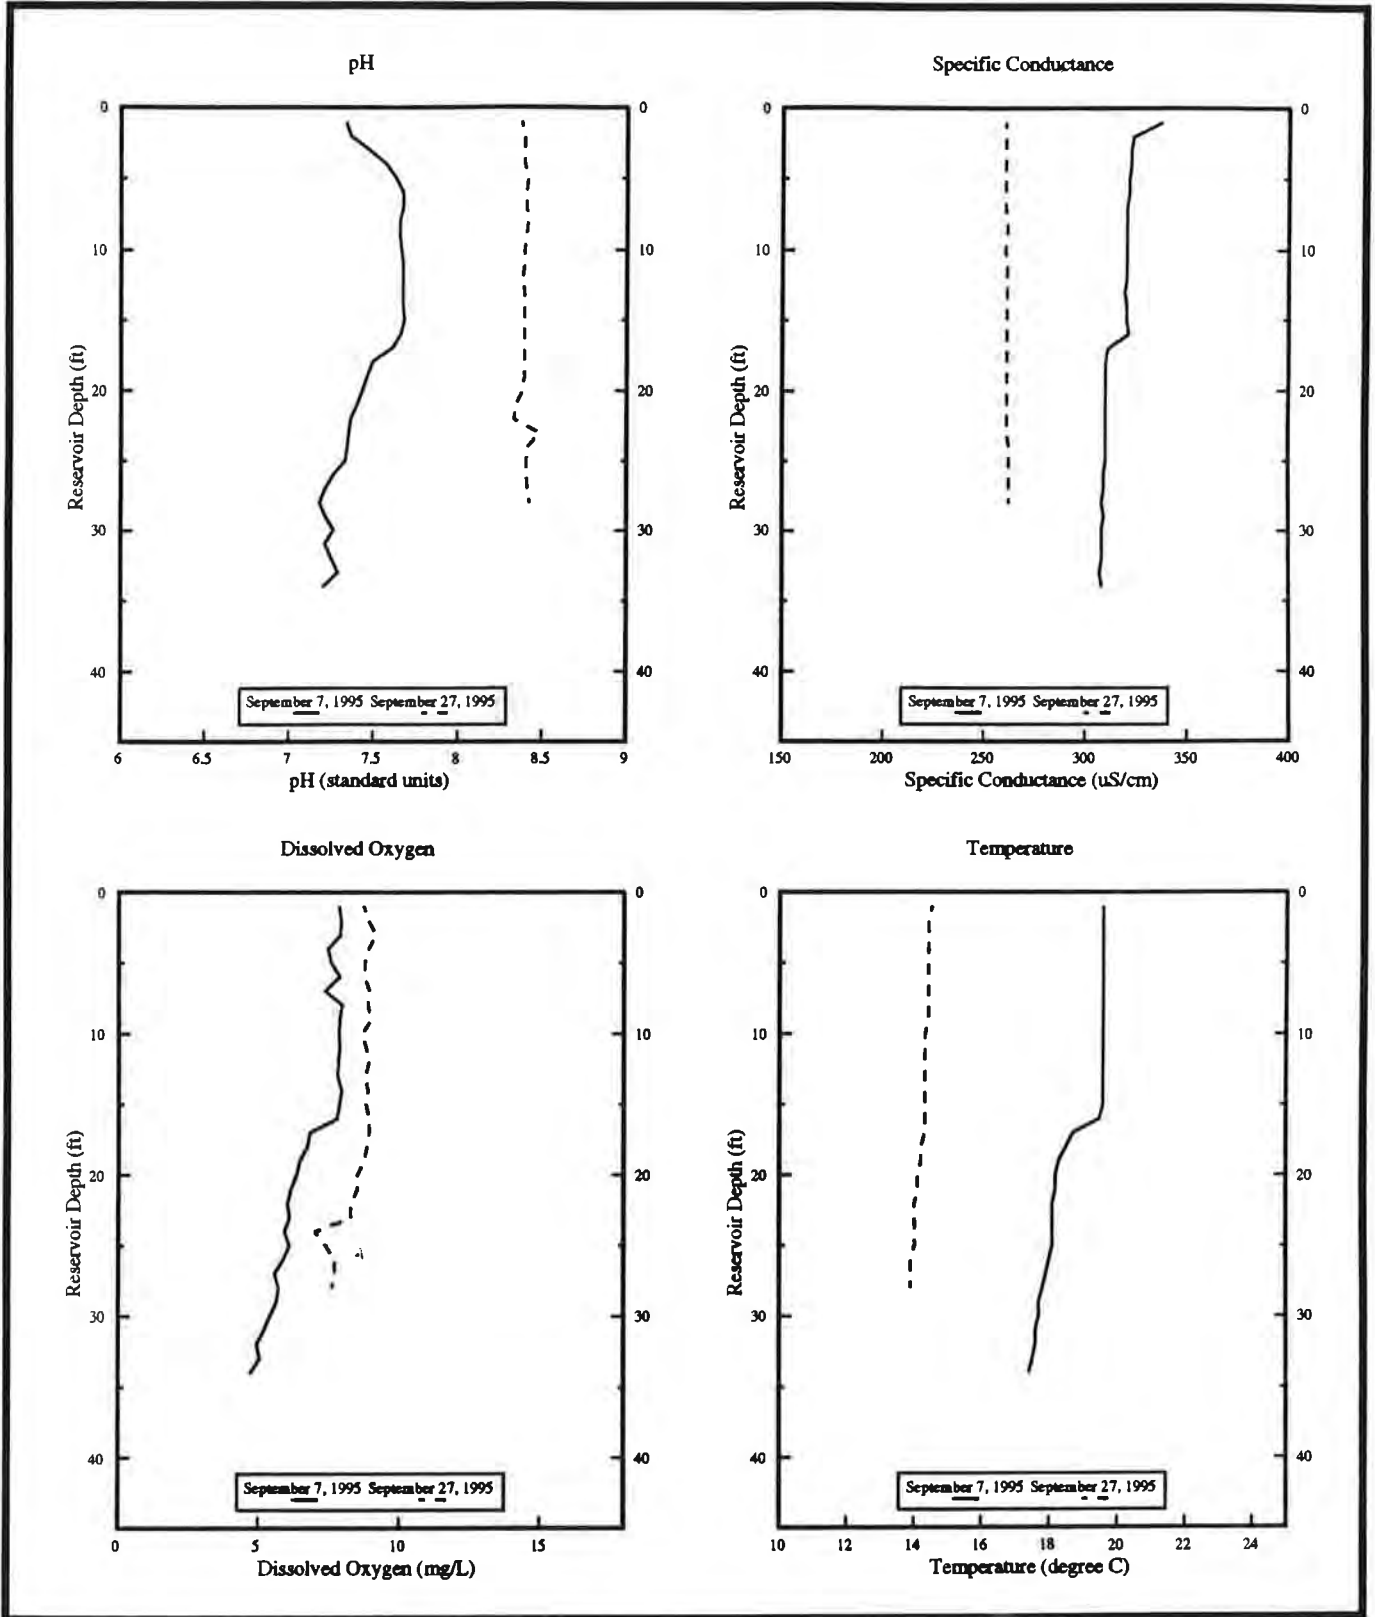 pH
0
10
20
30
40
0
10
20
30
40
Reservoir Depth (ft)
September 7, 1995 September 27, 1995
6 6.5 7 7.5 8 8.5 9
pH (standard units)
Specific Conductance
0
10
20
30
40
0
10
20
30
40
Reservoir Depth (ft)
September 7, 1995 September 27, 1995
150 200 250 300 350 400
Specific Conductance (uS/cm)
Dissolved Oxygen
0
10
20
30
40
0
10
20
30
40
Reservoir Depth (ft)
September 7, 1995 September 27, 1995
0 5 10 15
Dissolved Oxygen (mg/L)
Temperature
0
10
20
30
40
0
10
20
30
40
Reservoir Depth (ft)
September 7, 1995 September 27, 1995
10 12 14 16 18 20 22 24
Temperature (degree C)